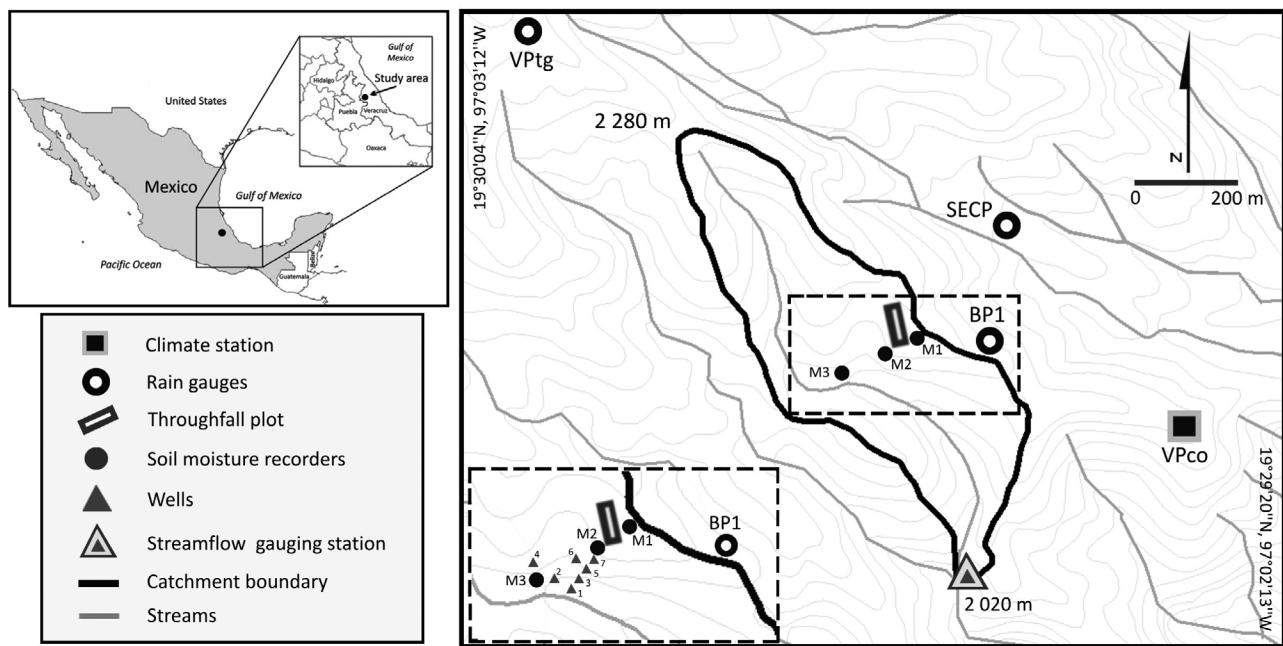 United States
Mexico
Gulf of Mexico
Pacific Ocean
Guatemala
Belize
Gulf of
Mexico
Study area
Hidalgo
Puebla
Veracruz
Oaxaca
Climate station
Rain gauges
Throughfall plot
Soil moisture recorders
Wells
Streamflow gauging station
Catchment boundary
Streams
19°30'04''N, 97°03'12''W
VPtg
2 280 m
N
0
200 m
SECP
BP1
M1
M2
M3
VPco
19°29'20''N, 97°02'13''W
2 020 m
BP1
M1
M2
M3
4
6
7
5
2
3
1